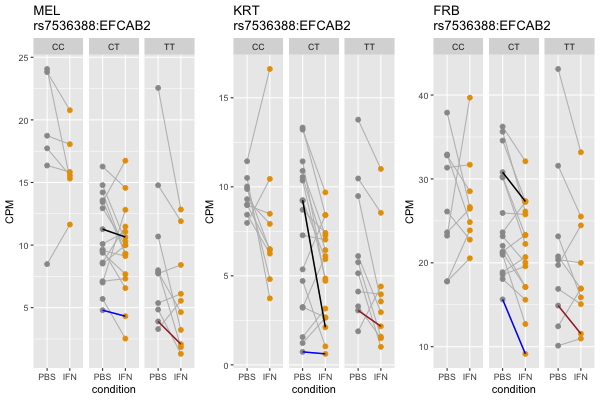 MEL
rs7536388:EFCAB2
CC CT TT
25
20
15
10
5
CPM
PBS IFN PBS IFN PBS IFN
condition
KRT
rs7536388:EFCAB2
CC CT TT
15
10
5
0
CPM
PBS IFN PBS IFN PBS IFN
condition
FRB
rs7536388:EFCAB2
CC CT TT
40
30
20
10
CPM
PBS IFN PBS IFN PBS IFN
condition